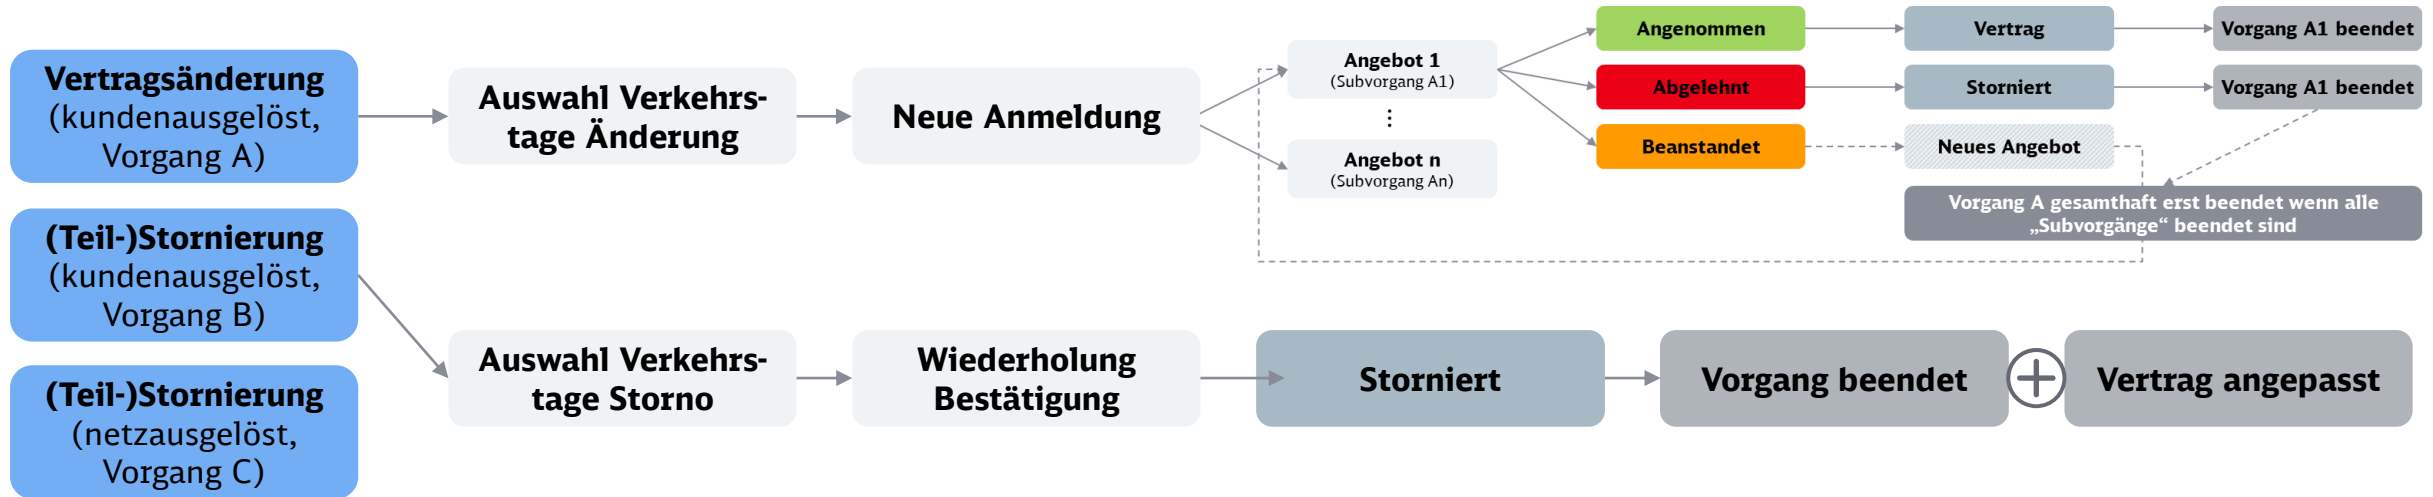 Vertragsänderung
(kundenausgelöst,
Vorgang A)
Auswahl Verkehrs-
tage Änderung
Neue Anmeldung
Angebot 1
(Subvorgang A1)
⋮
Angebot n
(Subvorgang An)
Angenommen
Vertrag
Vorgang A1 beendet
Abgelehnt
Storniert
Vorgang A1 beendet
Beanstandet
Neues Angebot
Vorgang A gesamthaft erst beendet wenn alle
„Subvorgänge“ beendet sind
(Teil-)Stornierung
(kundenausgelöst,
Vorgang B)
(Teil-)Stornierung
(netzausgelöst,
Vorgang C)
Auswahl Verkehrs-
tage Storno
Wiederholung
Bestätigung
Storniert
Vorgang beendet
+
Vertrag angepasst